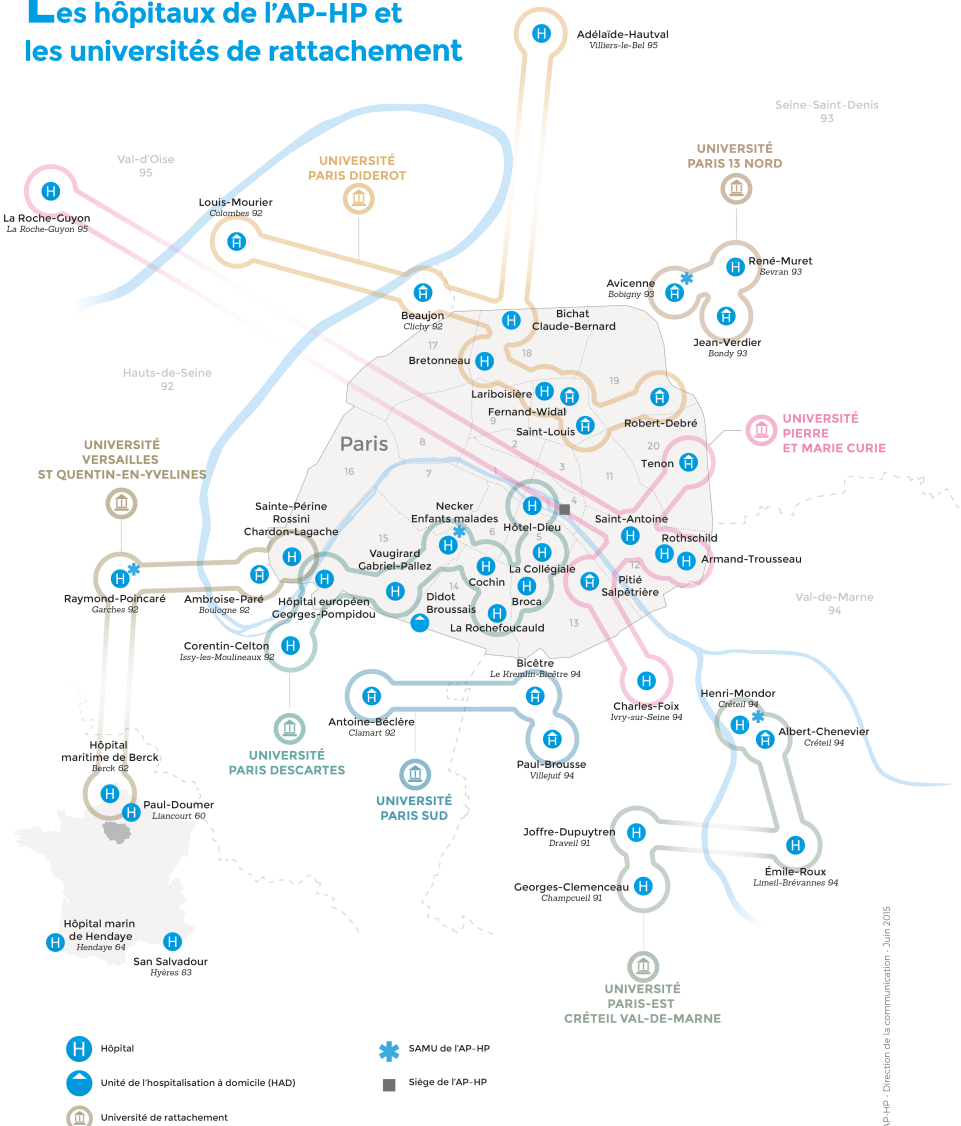 Les hôpitaux de l'AP-HP et
les universités de rattachement
Adélaïde-Hautval
Villiers-le-Bel 95
Seine-Saint-Denis
93
Val-d'Oise
95
UNIVERSITÉ
PARIS DIDEROT
UNIVERSITÉ
PARIS 13 NORD
La Roche-Guyon
La Roche-Guyon 95
Louis-Mourier
Colombes 92
René-Muret
Sevran 93
Avicenne
Bobigny 93
Jean-Verdier
Bondy 93
Beaujon
Clichy 92
Bichat
Claude-Bernard
17
18
Bretonneau
Hauts-de-Seine
92
19
Lariboisière
Fernand-Widal
Saint-Louis
Robert-Debré
9
UNIVERSITÉ
PIERRE
ET MARIE CURIE
Paris
8
2
20
Tenon
UNIVERSITÉ
VERSAILLES
ST QUENTIN-EN-YVELINES
16
7
1
3
11
4
Sainte-Périne
Rossini
Chardon-Lagache
Necker
Enfants malades
Hôtel-Dieu
Saint-Antoine
15
6
5
Rothschild
Armand-Trousseau
12
Vaugirard
Gabriel-Pallez
La Collégiale
Cochin
Pitié
Salpêtrière
14
Raymond-Poincaré
Garches 92
Ambroise-Paré
Boulogne 92
Hôpital européen
Georges-Pompidou
Didot
Broussais
Broca
La Rochefoucauld
13
Val-de-Marne
94
Corentin-Celton
Issy-les-Moulineaux 92
Bicêtre
Le Kremlin-Bicêtre 94
Charles-Foix
Ivry-sur-Seine 94
Henri-Mondor
Créteil 94
Albert-Chenevier
Créteil 94
Antoine-Béclère
Clamart 92
Paul-Brousse
Villejuif 94
UNIVERSITÉ
PARIS DESCARTES
UNIVERSITÉ
PARIS SUD
Hôpital
maritime de Berck
Berck 62
Paul-Doumer
Liancourt 60
Joffre-Dupuytren
Draveil 91
Émile-Roux
Limeil-Brévannes 94
Georges-Clemenceau
Champcueil 91
Hôpital marin
de Hendaye
Hendaye 64
San Salvadour
Hyères 83
UNIVERSITÉ
PARIS-EST
CRÉTEIL VAL-DE-MARNE
H Hôpital
SAMU de l'AP-HP
Unité de l'hospitalisation à domicile (HAD)
Siège de l'AP-HP
Université de rattachement
AP-HP - Direction de la communication - Juin 2015